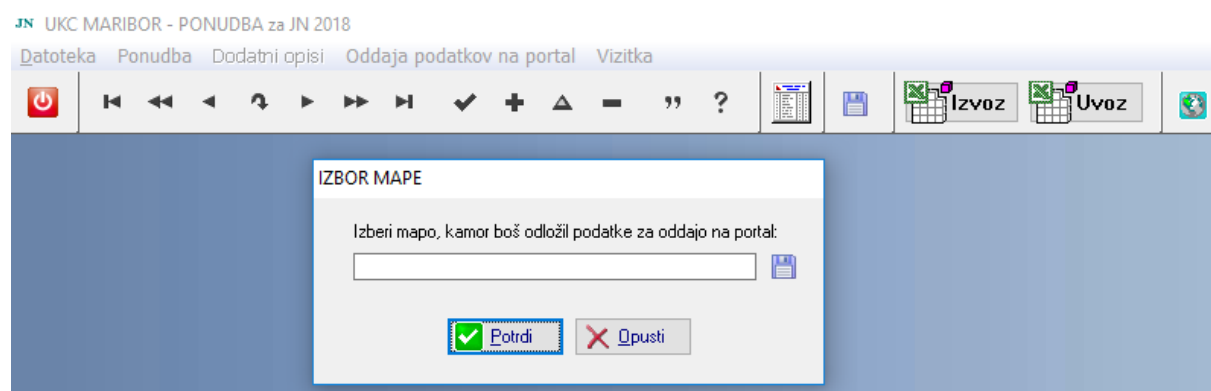 JN UKC MARIBOR - PONUDBA za JN 2018
Datoteka Ponudba Dodatni opisi Oddaja podatkov na portal Vizitka
? Izvoz Uvoz
IZBOR MAPE
Izberi mapo, kamor boš odložil podatke za oddajo na portal:
Potrdi Opusti